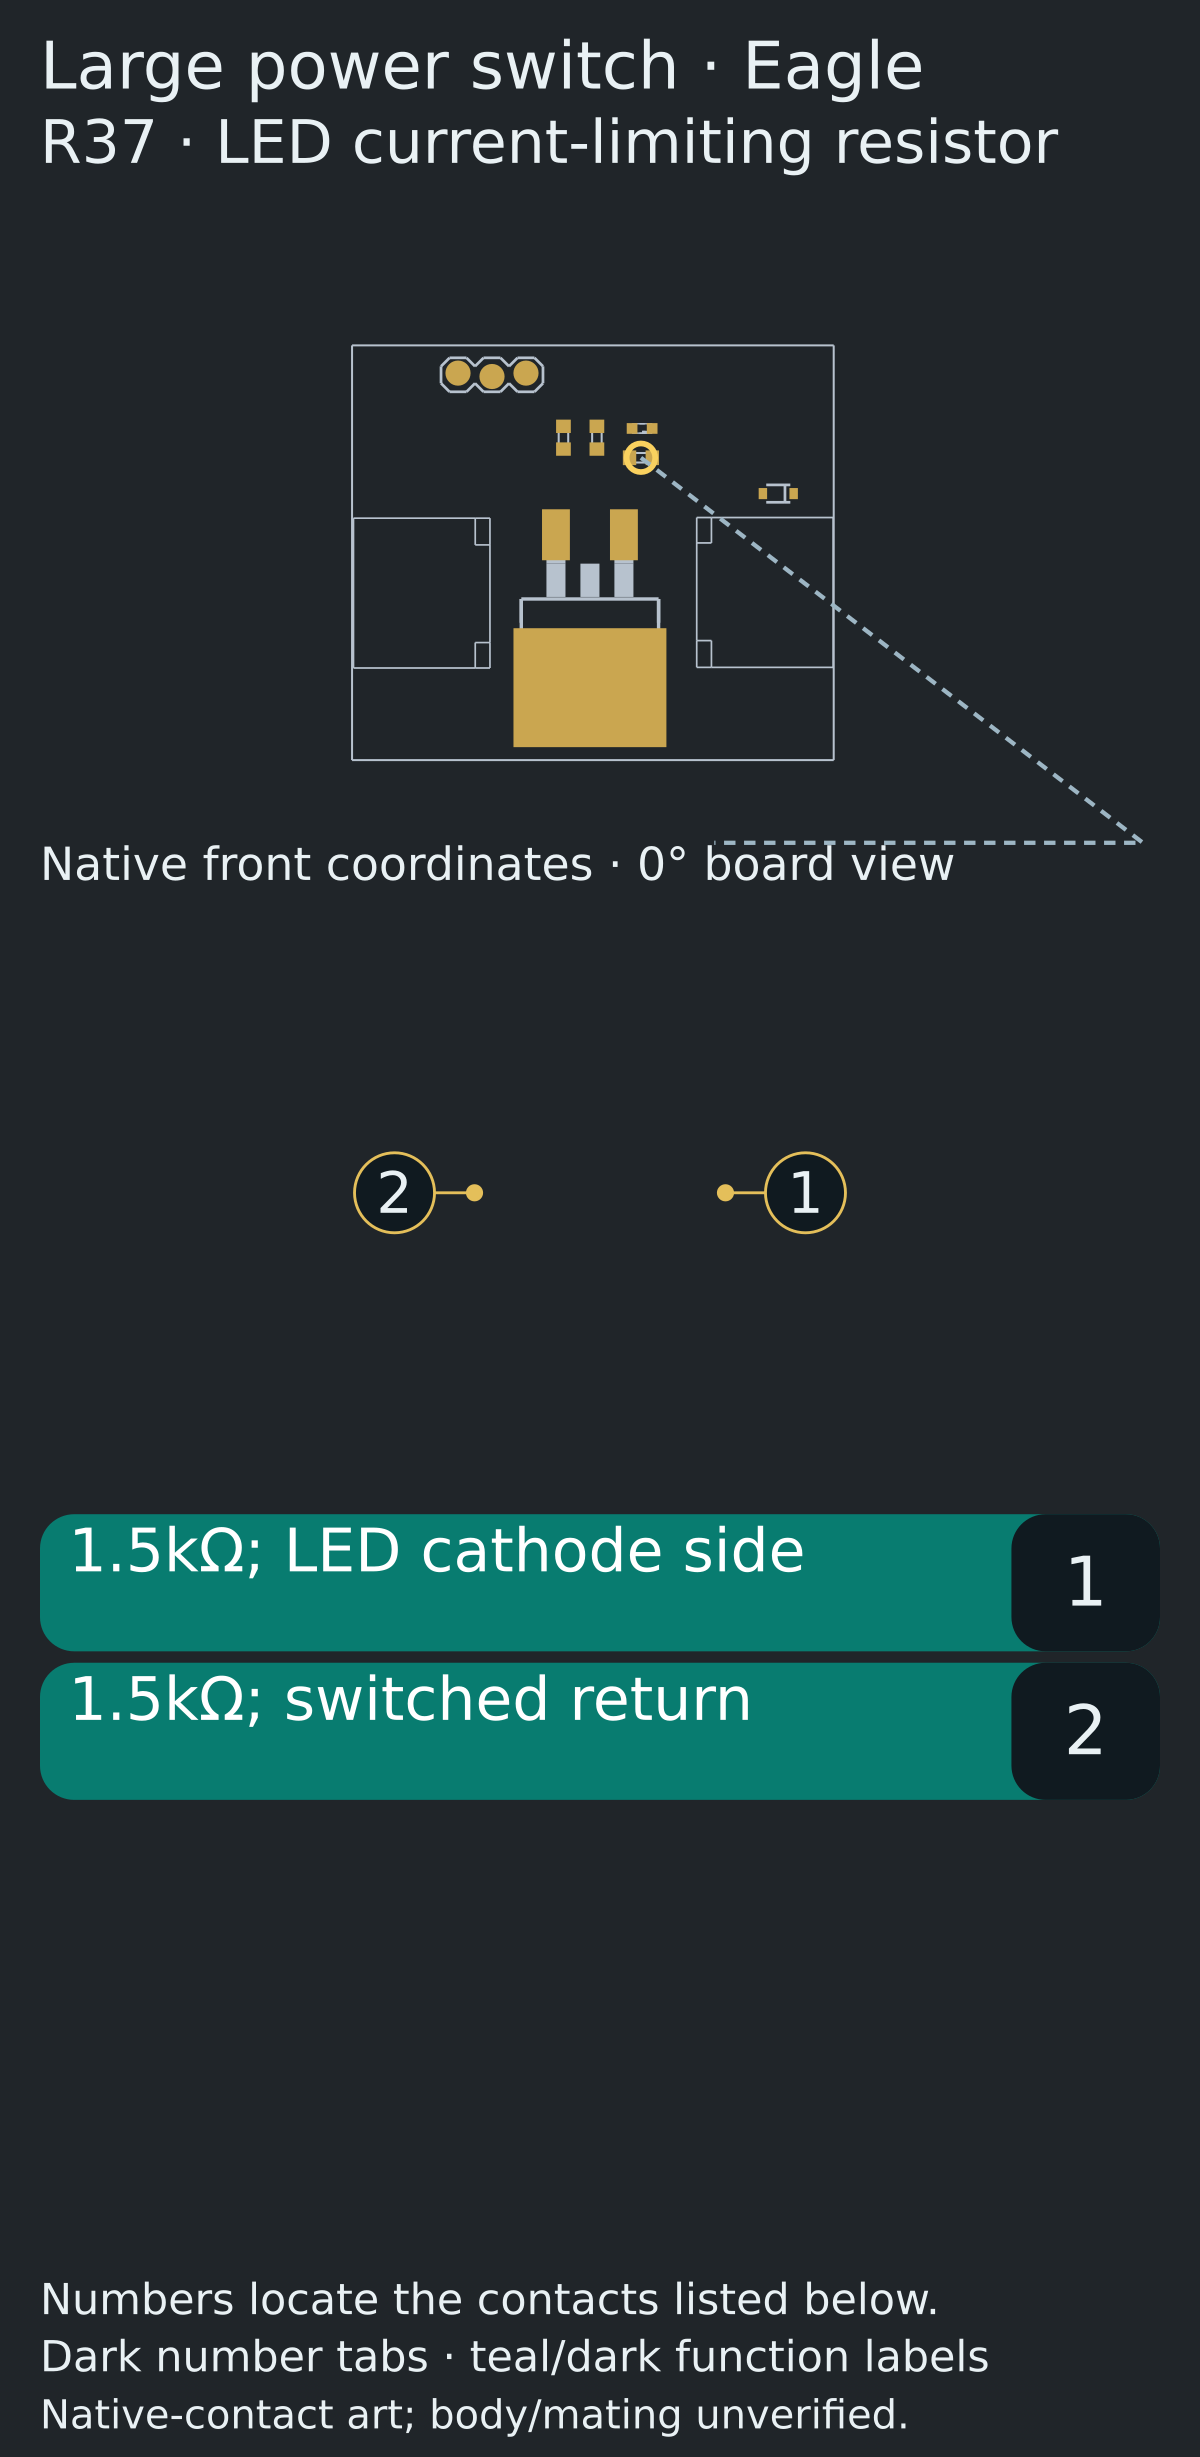 Large power switch · Eagle
R37 · LED current-limiting resistor
Native front coordinates · 0° board view
2 1
1.5kΩ; LED cathode side 1
1.5kΩ; switched return 2
Numbers locate the contacts listed below.
Dark number tabs · teal/dark function labels
Native-contact art; body/mating unverified.